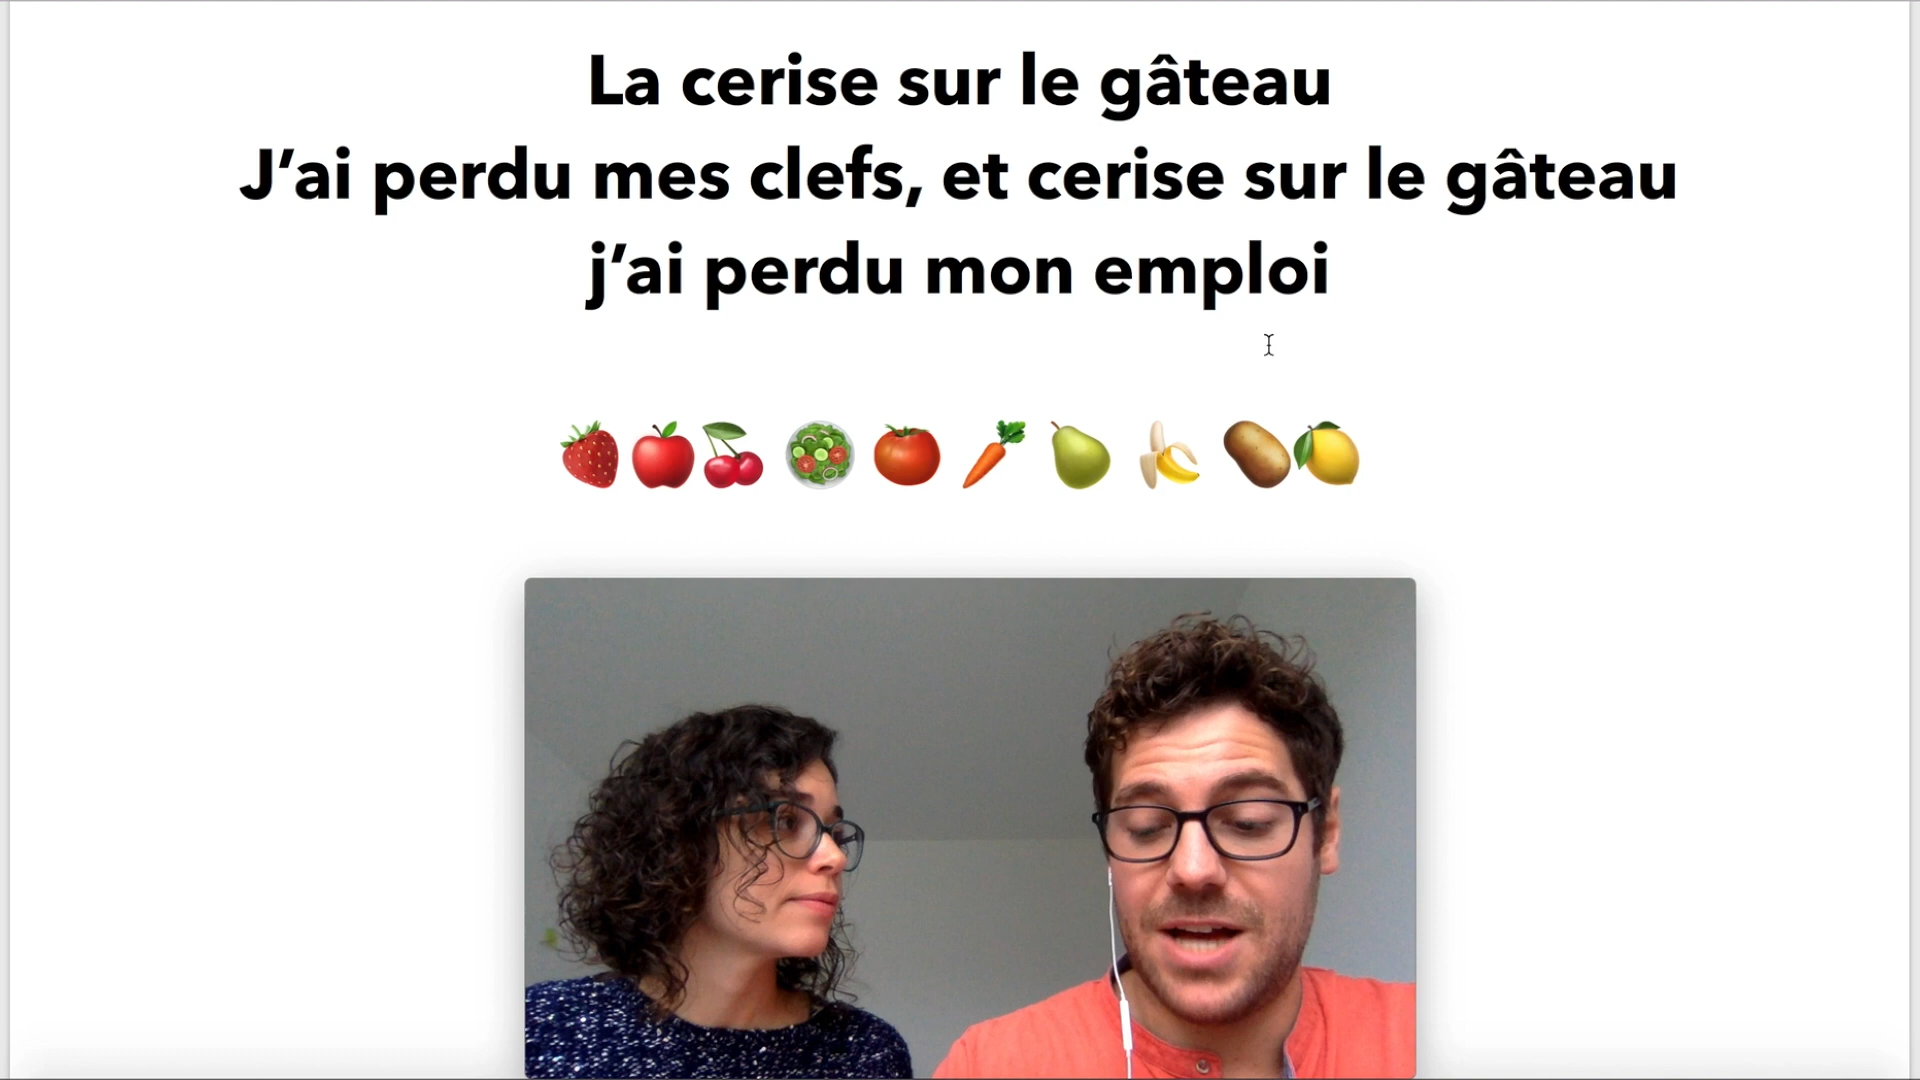 La cerise sur le gâteau
J’ai perdu mes clefs, et cerise sur le gâteau
j’ai perdu mon emploi